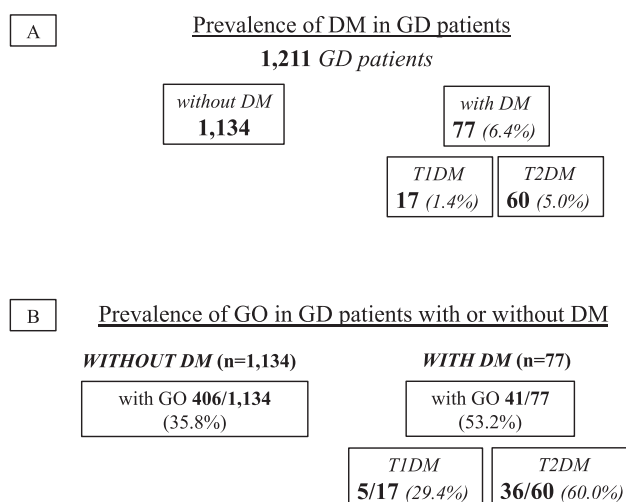 A
Prevalence of DM in GD patients
1,211 GD patients
without DM
1,134
with DM
77 (6.4%)
T1DM
17 (1.4%)
T2DM
60 (5.0%)
B
Prevalence of GO in GD patients with or without DM
WITHOUT DM (n=1,134)
WITH DM (n=77)
with GO 406/1,134
(35.8%)
with GO 41/77
(53.2%)
T1DM
5/17 (29.4%)
T2DM
36/60 (60.0%)